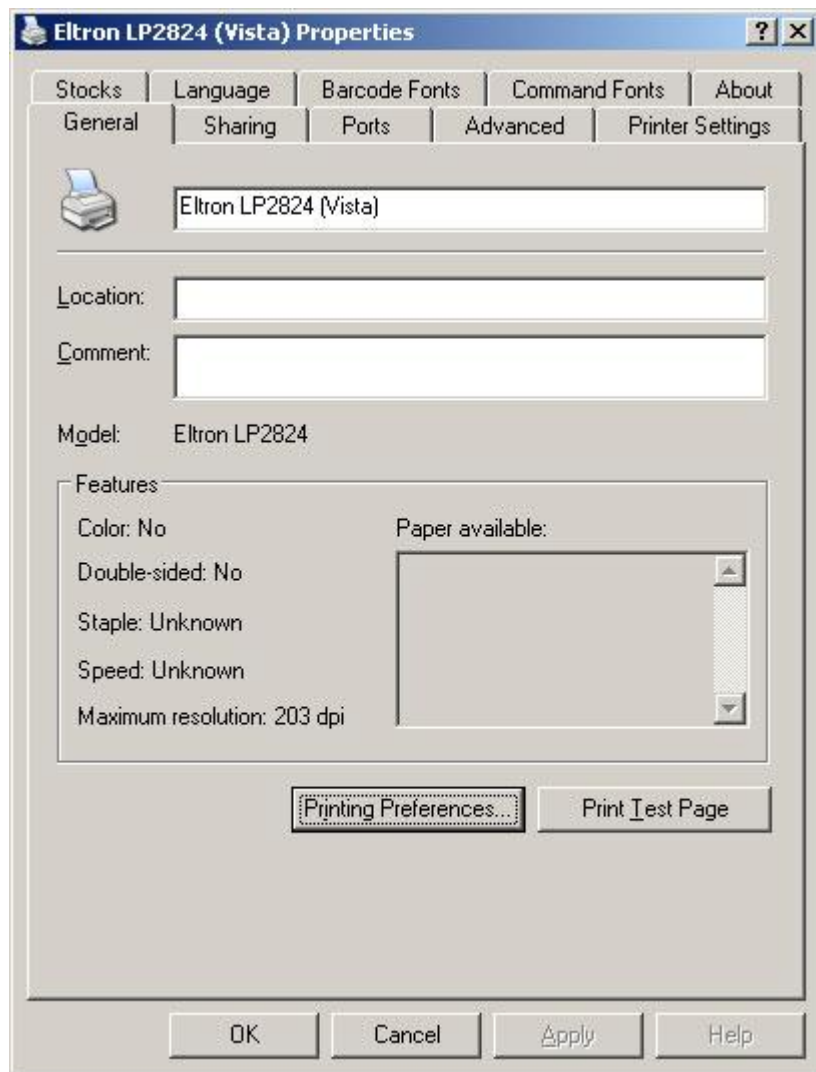 Eltron LP2824 (Vista) Properties
Stocks Language Barcode Fonts Command Fonts About
General Sharing Ports Advanced Printer Settings
Eltron LP2824 (Vista)
Location:
Comment:
Model: Eltron LP2824
Features
Color: No Paper available:
Double-sided: No
Staple: Unknown
Speed: Unknown
Maximum resolution: 203 dpi
Printing Preferences... Print Test Page
OK Cancel Apply Help